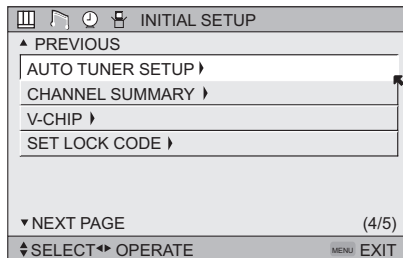 INITIAL SETUP
▲ PREVIOUS
AUTO TUNER SETUP
CHANNEL SUMMARY
V-CHIP
SET LOCK CODE
▼NEXT PAGE (4/5)
SELECT OPERATE MENU EXIT